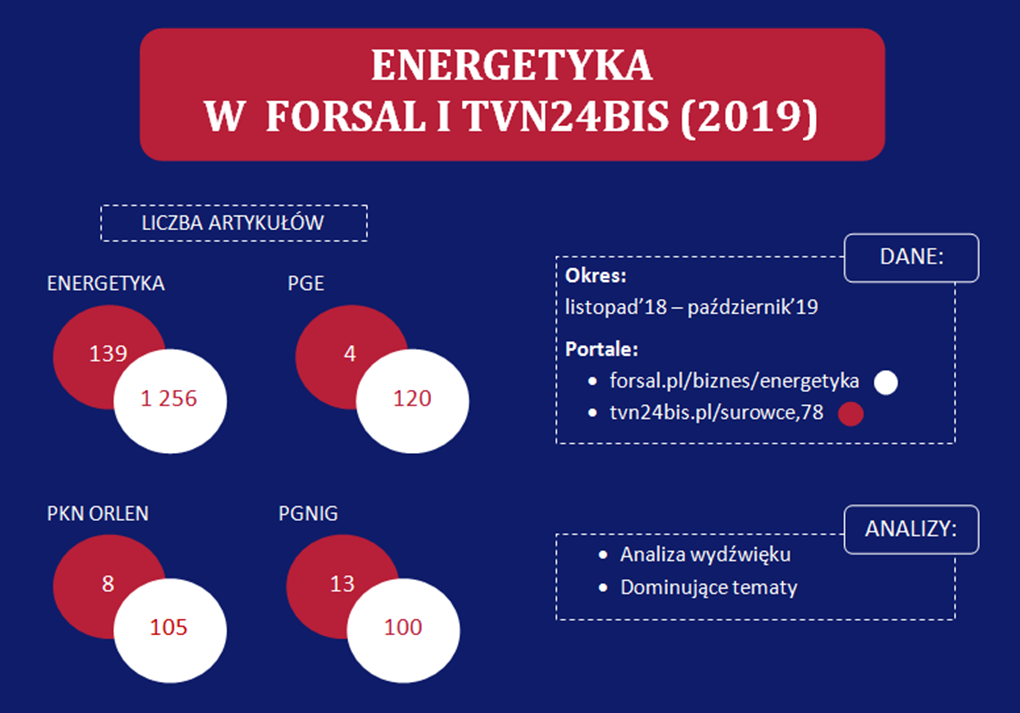 ENERGETYKA
W FORSAL I TVN24BIS (2019)
LICZBA ARTYKUŁÓW
ENERGETYKA
139
1 256
PGE
4
120
PKN ORLEN
8
105
PGNIG
13
100
DANE:
Okres:
listopad’18 – październik’19
Portale:
• forsal.pl/biznes/energetyka
• tvn24bis.pl/surowce,78
ANALIZY:
• Analiza wydźwięku
• Dominujące tematy